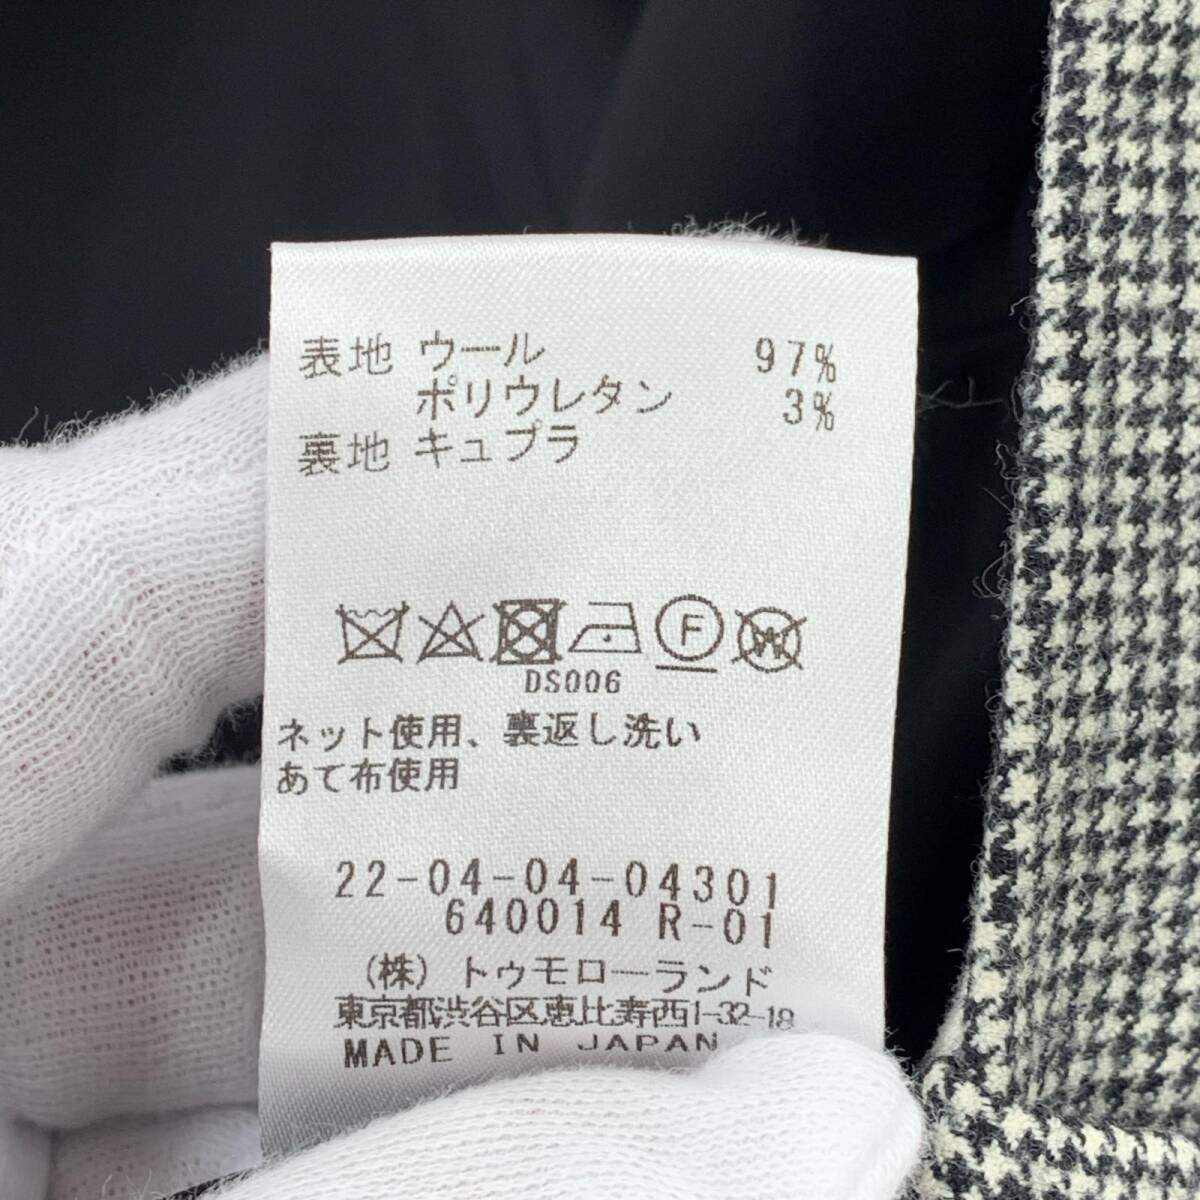 表地 ウール 97%
ポリウレタン 3%
裏地 キュプラ
F W
DS006
ネット使用、裏返し洗い
あて布使用
22-04-04-04301
640014 R-01
(株) トゥモローランド
東京都渋谷区恵比寿西1-32-18
MADE IN JAPAN